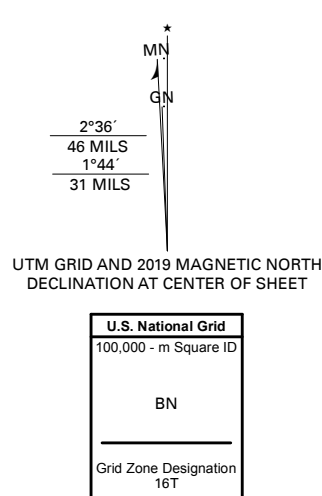 ★
MN
GN
2°36´
46 MILS
1°44´
31 MILS
UTM GRID AND 2019 MAGNETIC NORTH
DECLINATION AT CENTER OF SHEET
U.S. National Grid
100,000 - m Square ID
BN
Grid Zone Designation
16T